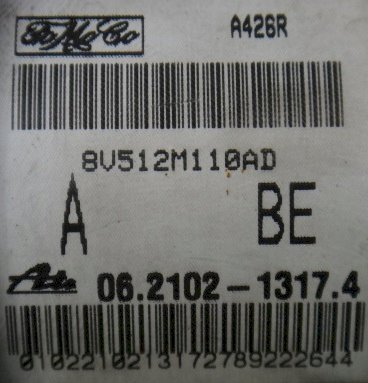 FoMoCo A426R
8V512M110AD
A BE
Ate 06.2102-1317.4
0102210213172789222644